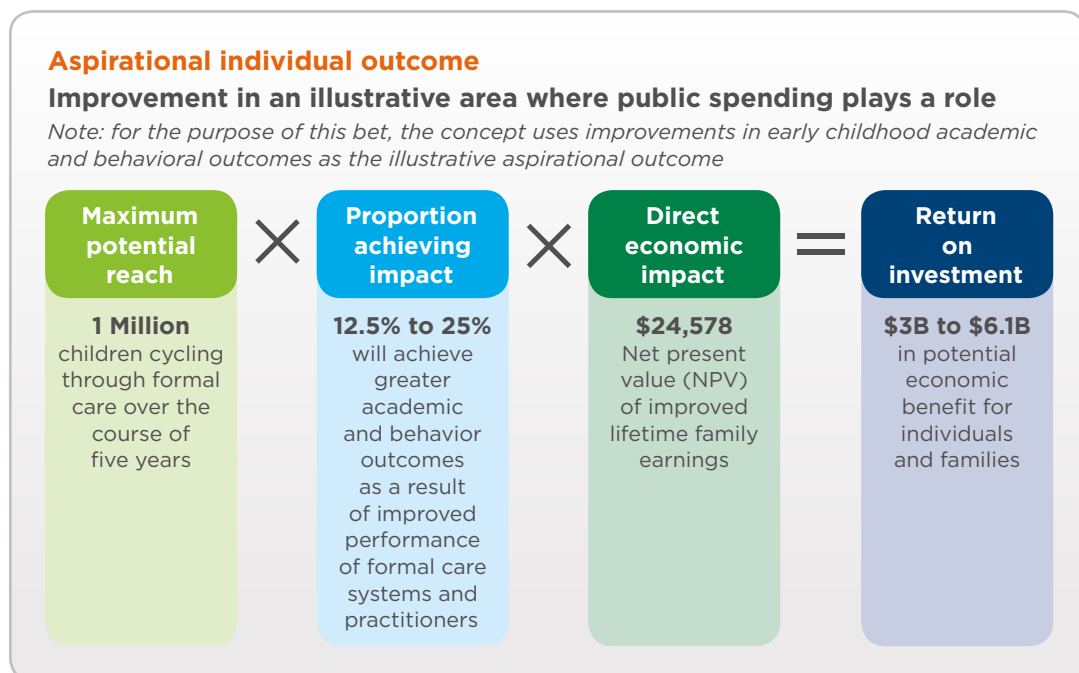 Aspirational individual outcome
Improvement in an illustrative area where public spending plays a role
Note: for the purpose of this bet, the concept uses improvements in early childhood academic
and behavioral outcomes as the illustrative aspirational outcome
Maximum
potential
reach
1 Million
children cycling
through formal
care over the
course of
five years
×
Proportion
achieving
impact
12.5% to 25%
will achieve
greater
academic
and behavior
outcomes
as a result
of improved
performance
of formal care
systems and
practitioners
×
Direct
economic
impact
$24,578
Net present
value (NPV)
of improved
lifetime family
earnings
=
Return
on
investment
$3B to $6.1B
in potential
economic
benefit for
individuals
and families